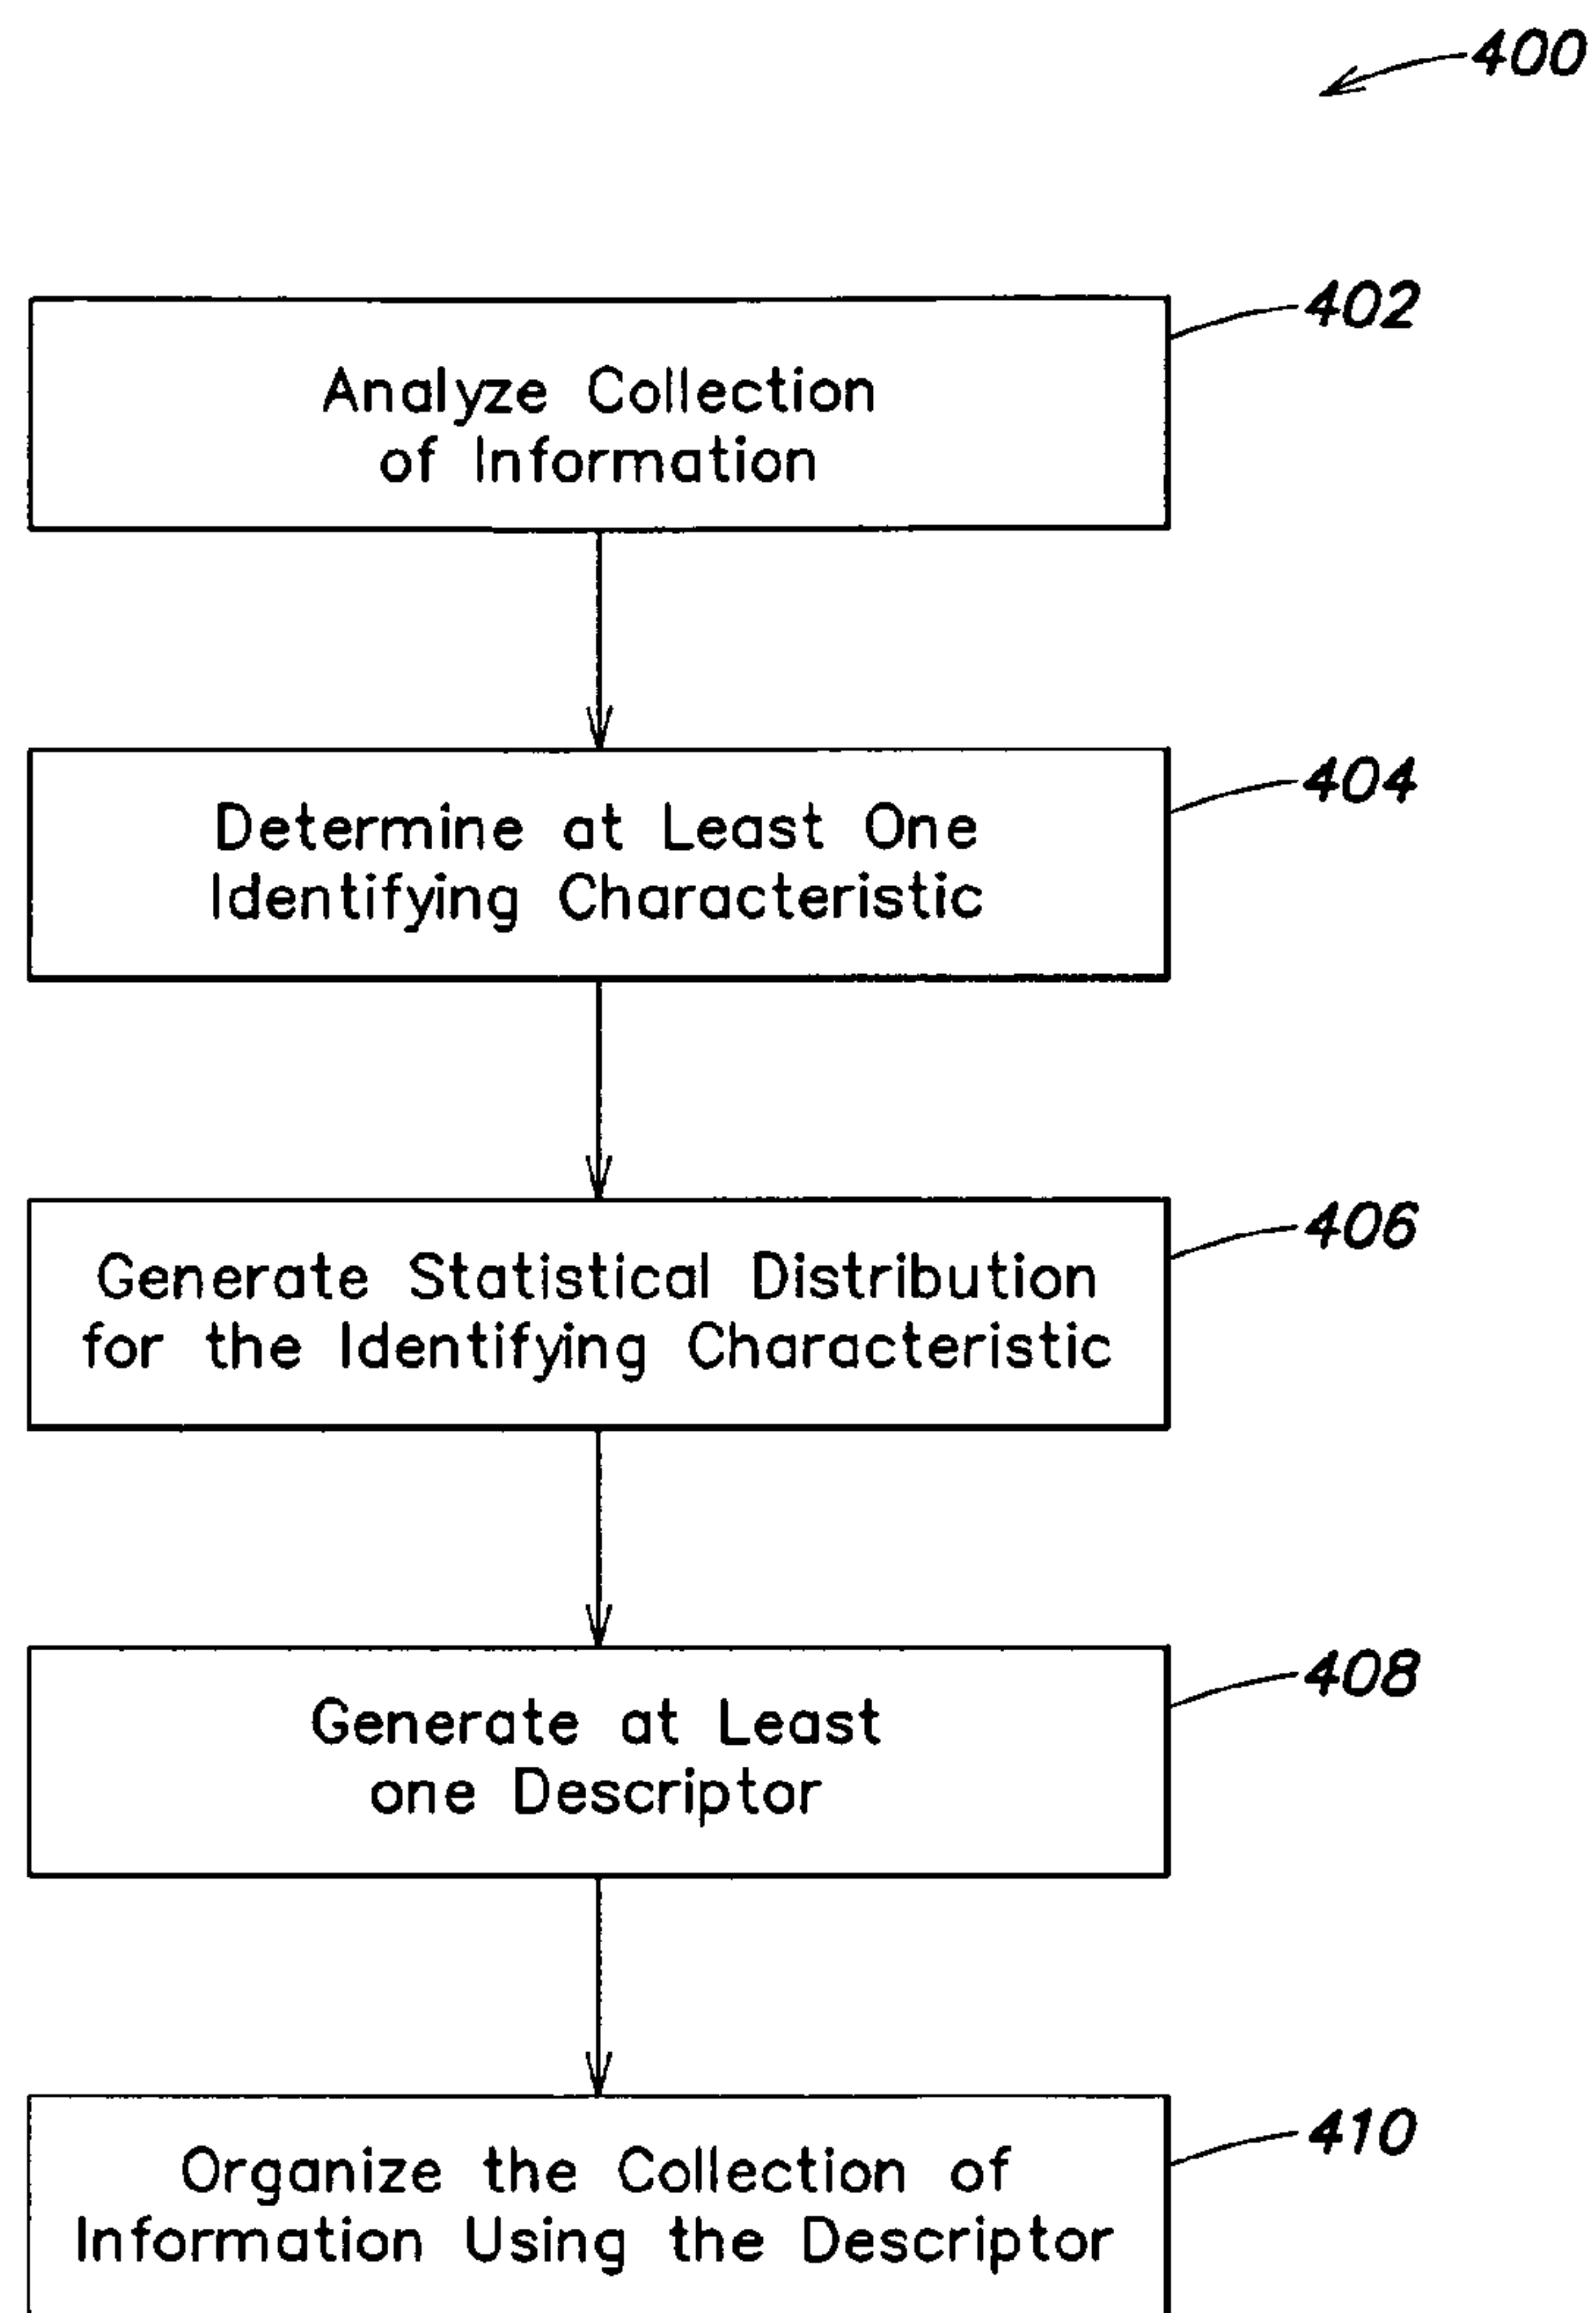 400
402
Analyze Collection
of Information
404
Determine at Least One
Identifying Characteristic
406
Generate Statistical Distribution
for the Identifying Characteristic
408
Generate at Least
one Descriptor
410
Organize the Collection of
Information Using the Descriptor